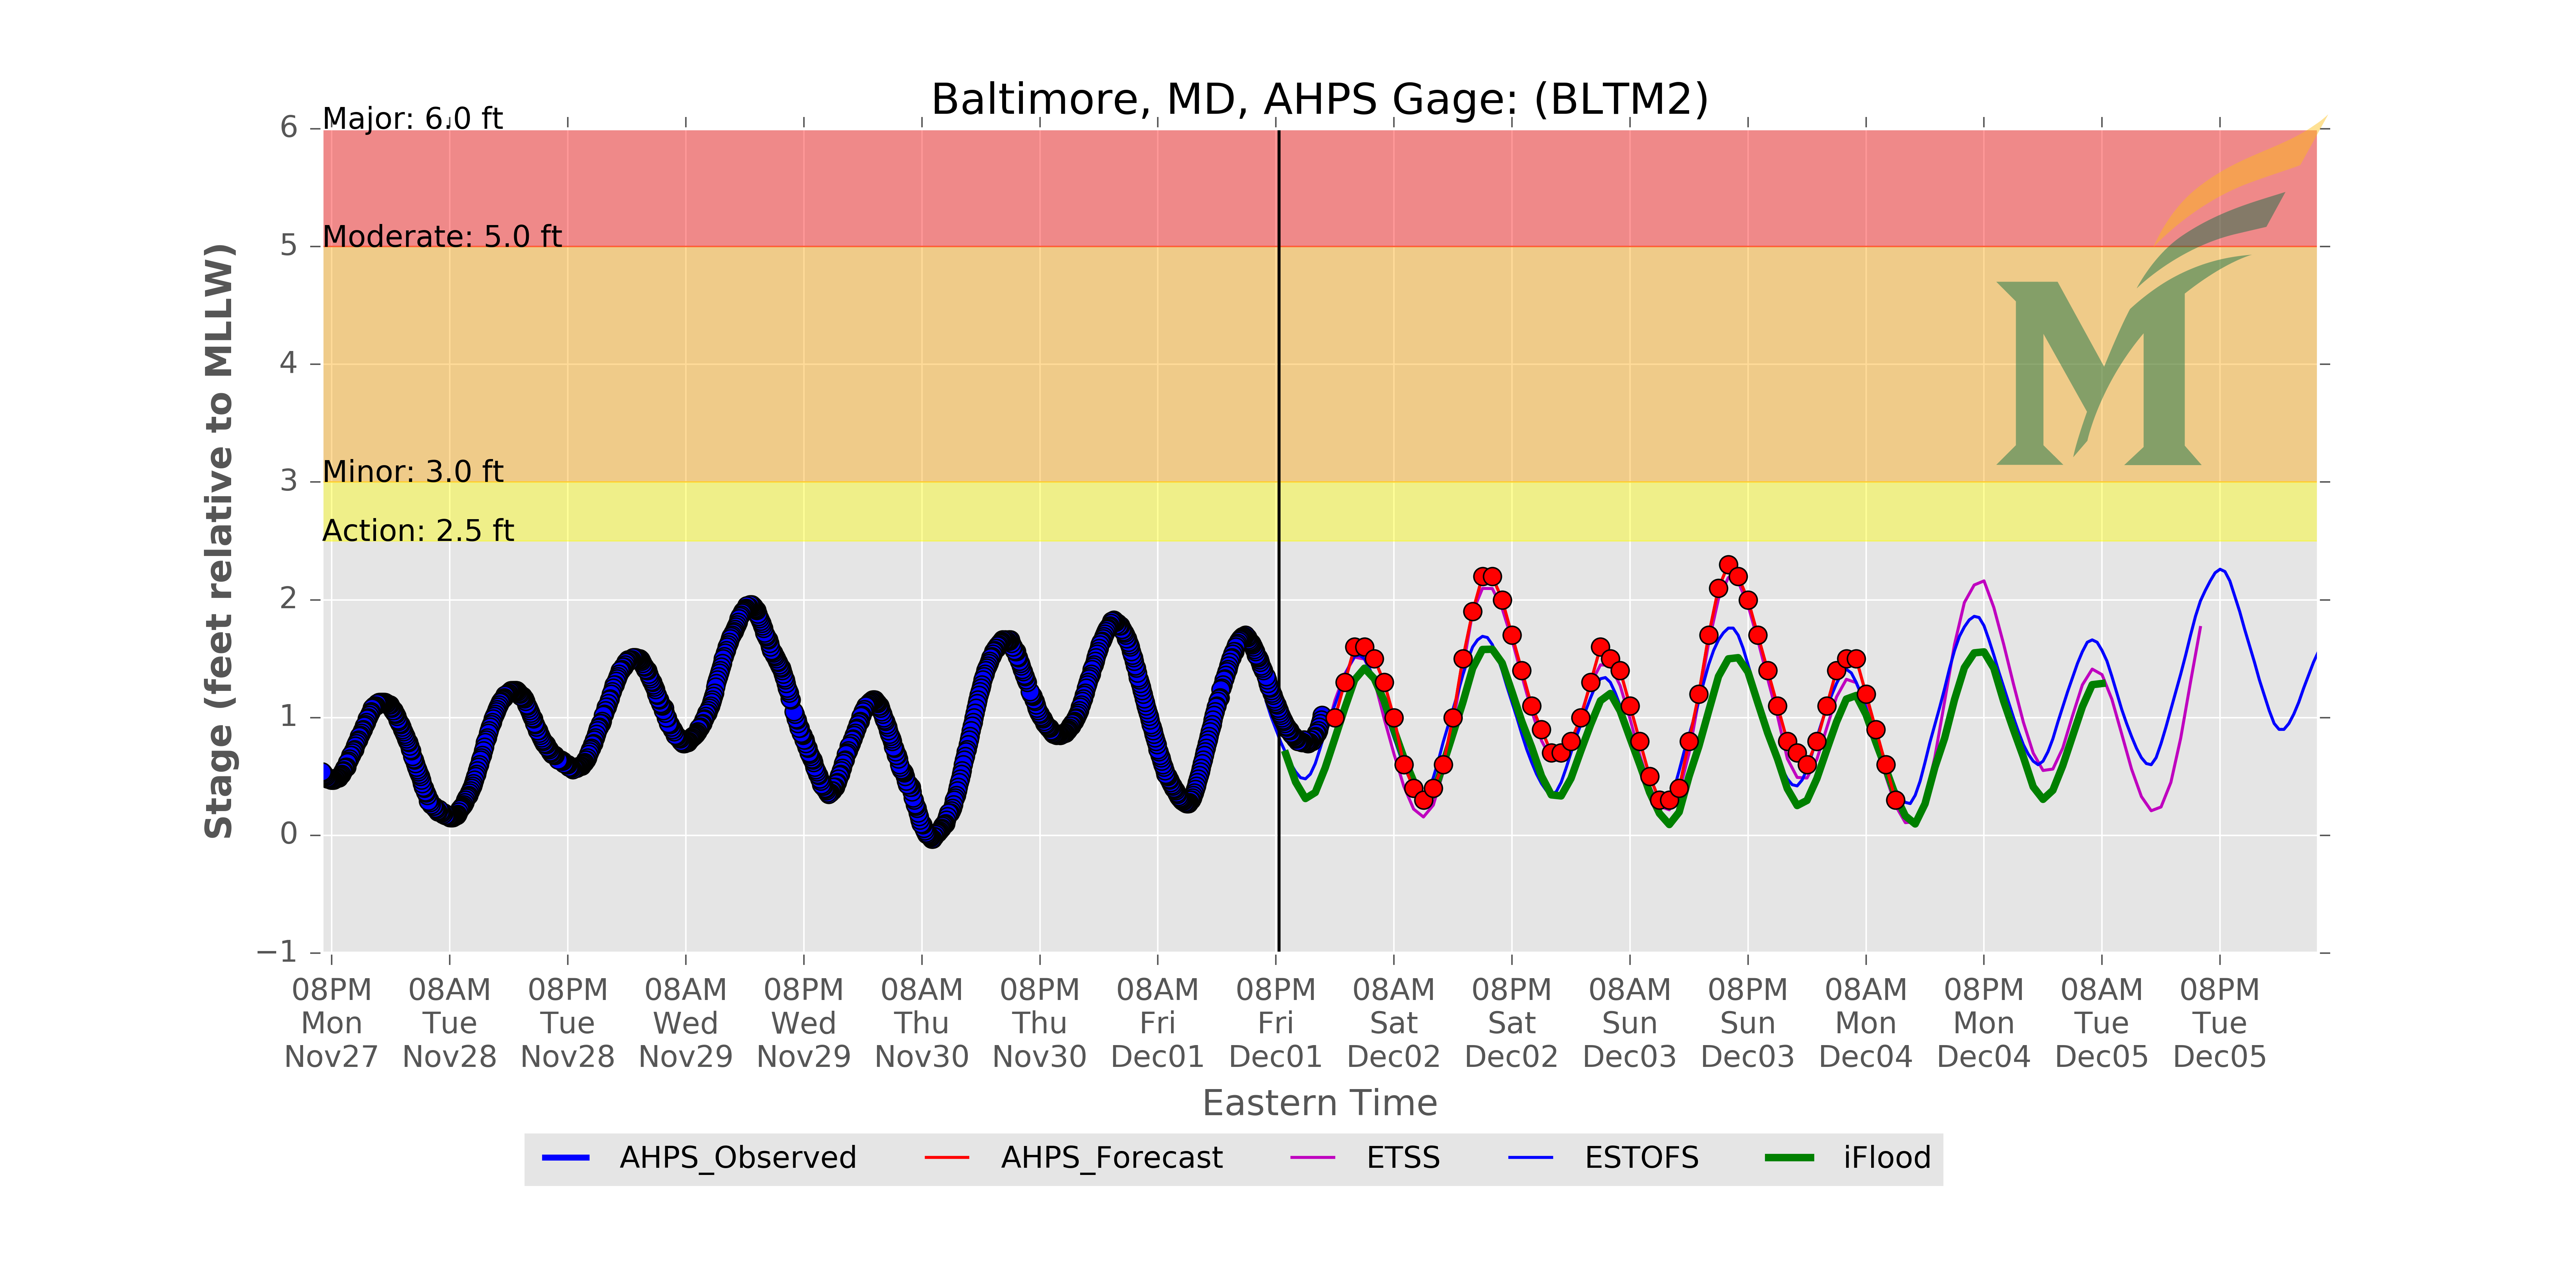 Baltimore, MD, AHPS Gage: (BLTM2)
Major: 6.0 ft
Moderate: 5.0 ft
Minor: 3.0 ft
Action: 2.5 ft
Stage (feet relative to MLLW)
6
5
4
3
2
1
0
−1
08PM 08AM 08PM 08AM 08PM 08AM 08PM 08AM 08PM 08AM 08PM 08AM 08PM 08AM 08PM 08AM 08PM
Mon Tue Tue Wed Wed Thu Thu Fri Fri Sat Sat Sun Sun Mon Mon Tue Tue
Nov27 Nov28 Nov28 Nov29 Nov29 Nov30 Nov30 Dec01 Dec01 Dec02 Dec02 Dec03 Dec03 Dec04 Dec04 Dec05 Dec05
Eastern Time
AHPS_Observed AHPS_Forecast ETSS ESTOFS iFlood
M